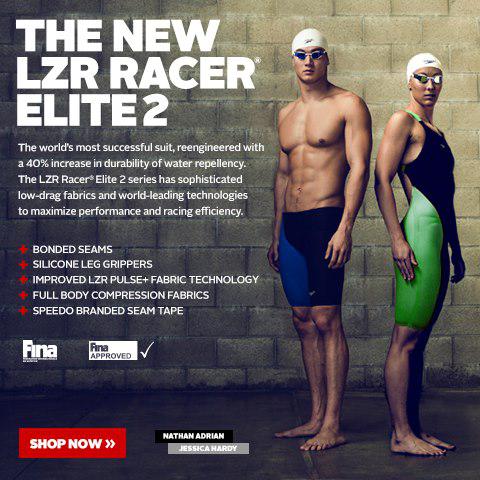 THE NEW
LZR RACER®
ELITE 2
The world's most successful suit, reengineered with
a 40% increase in durability of water repellency.
The LZR Racer® Elite 2 series has sophisticated
low-drag fabrics and world-leading technologies
to maximize performance and racing efficiency.
+ BONDED SEAMS
+ SILICONE LEG GRIPPERS
+ IMPROVED LZR PULSE+ FABRIC TECHNOLOGY
+ FULL BODY COMPRESSION FABRICS
+ SPEEDO BRANDED SEAM TAPE
Fina
Fina
APPROVED ✓
SHOP NOW »
NATHAN ADRIAN
JESSICA HARDY